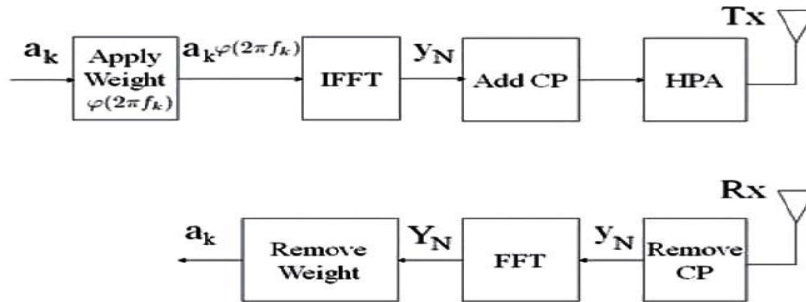 Tx
a_k
Apply
Weight
φ(2πf_k)
a_kφ(2πf_k)
IFFT
y_N
Add CP
HPA
Rx
a_k
Remove
Weight
Y_N
FFT
y_N
Remove
CP